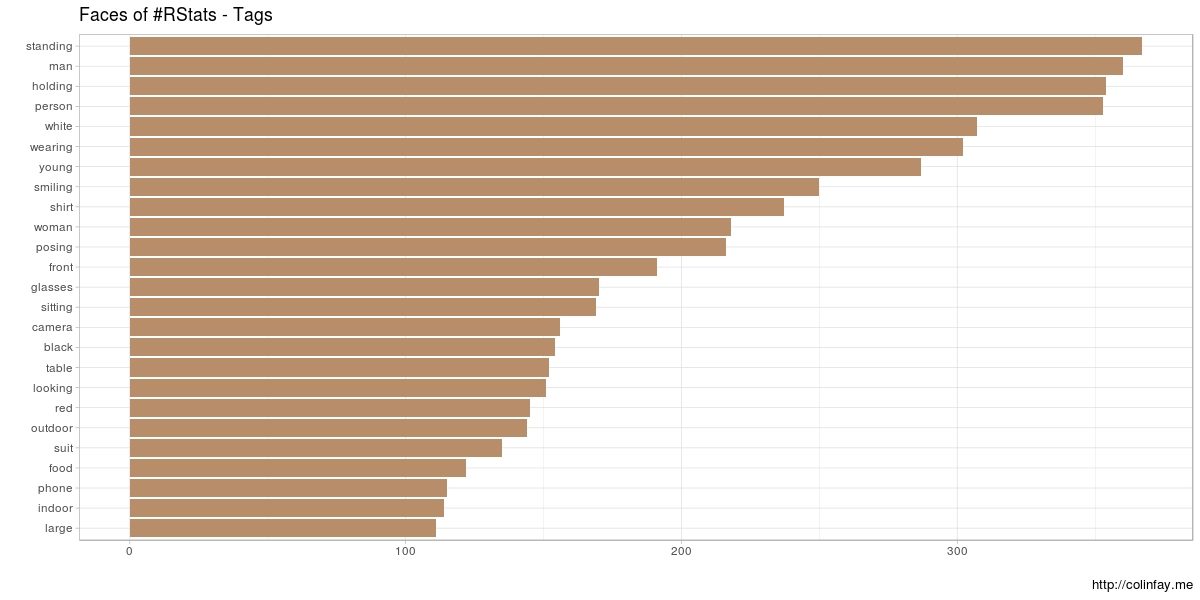 Faces of #RStats - Tags
standing
man
holding
person
white
wearing
young
smiling
shirt
woman
posing
front
glasses
sitting
camera
black
table
looking
red
outdoor
suit
food
phone
indoor
large
0 100 200 300
http://colinfay.me